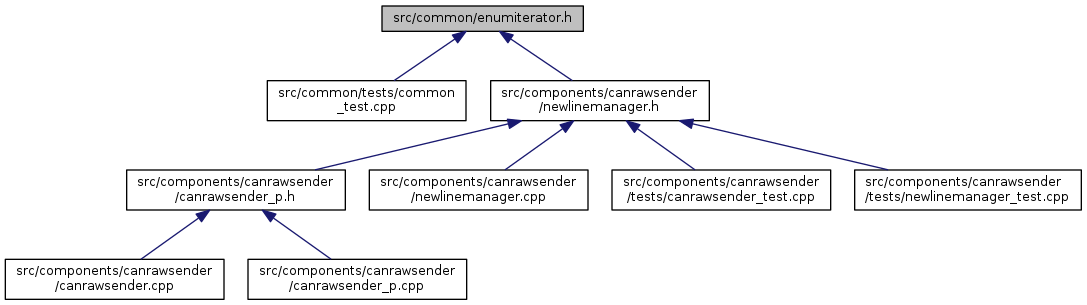 src/common/enumiterator.h
src/common/tests/common
_test.cpp
src/components/canrawsender
/newlinemanager.h
src/components/canrawsender
/canrawsender_p.h
src/components/canrawsender
/newlinemanager.cpp
src/components/canrawsender
/tests/canrawsender_test.cpp
src/components/canrawsender
/tests/newlinemanager_test.cpp
src/components/canrawsender
/canrawsender.cpp
src/components/canrawsender
/canrawsender_p.cpp